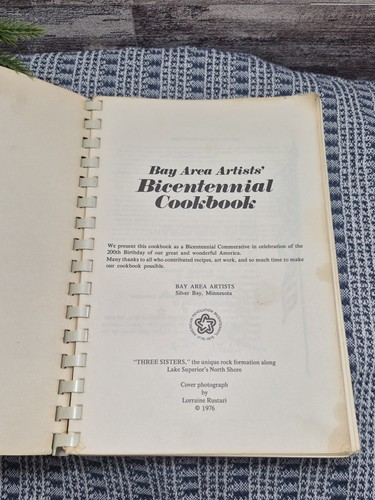 Bay Area Artists'
Bicentennial
Cookbook
We present this cookbook as a Bicentennial Commerative in celebration of the
200th Birthday of our great and wonderful America.
Many thanks to all who contributed recipes, art work, and so much time to make
our cookbook possible.
BAY AREA ARTISTS
Silver Bay, Minnesota
"THREE SISTERS," the unique rock formation along
Lake Superior's North Shore
Cover photograph
by
Lorraine Rustari
© 1976